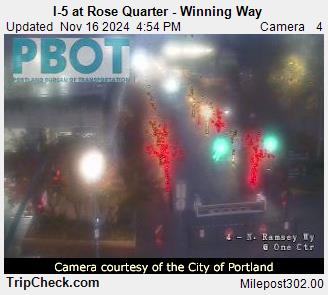 I-5 at Rose Quarter - Winning Way
Updated Nov 16 2024 4:54 PM Camera 4
PBOT
PORTLAND BUREAU OF TRANSPORTATION
4 - N. Ramsey Wy
@ One Ctr
Camera courtesy of the City of Portland
TripCheck.com Milepost302.00